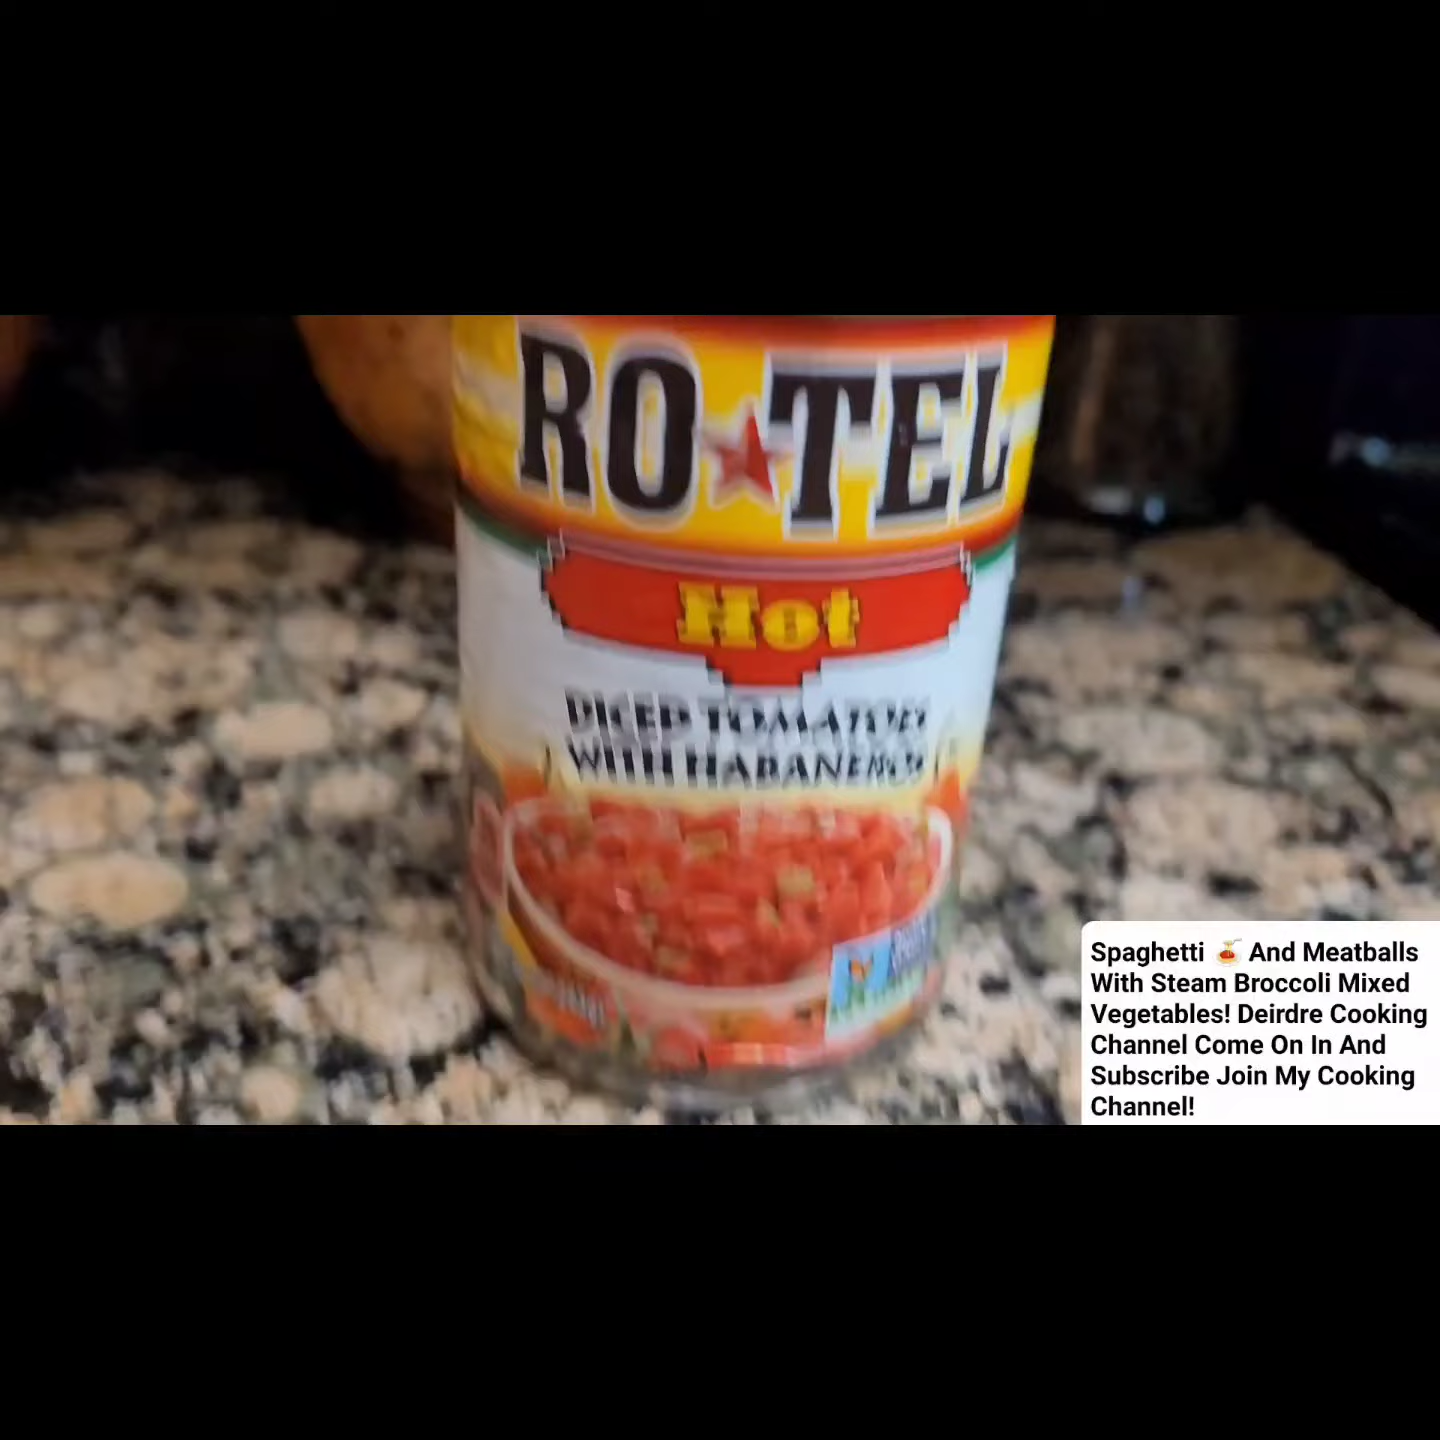 RO★TEL
Hot
DICED TOMATOES
WITH HABANEROS
Spaghetti 🍝 And Meatballs
With Steam Broccoli Mixed
Vegetables! Deirdre Cooking
Channel Come On In And
Subscribe Join My Cooking
Channel!